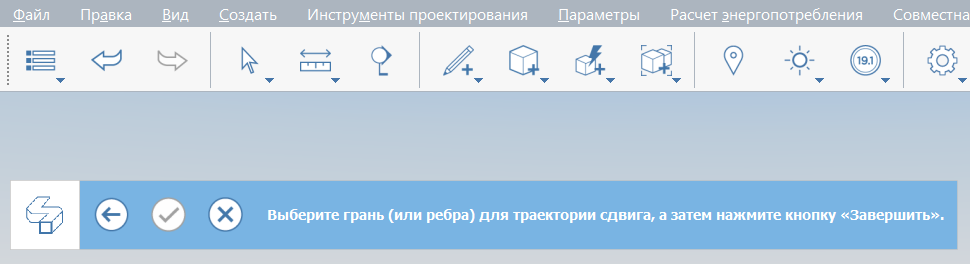 Файл Правка Вид Создать Инструменты проектирования Параметры Расчет энергопотребления Совместна
19.1
Выберите грань (или ребра) для траектории сдвига, а затем нажмите кнопку «Завершить».